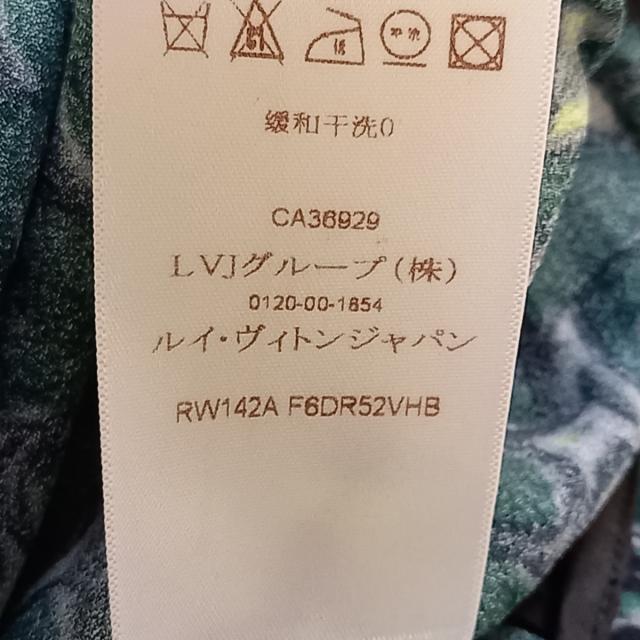 缓和干洗0
CA36929
LVJグループ(株)
0120-00-1854
ルイ・ヴィトンジャパン
RW142A F6DR52VHB